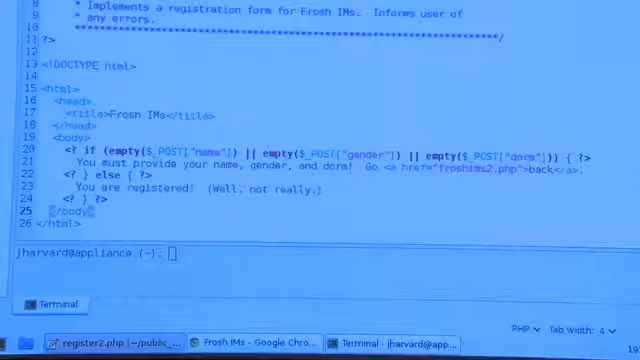 8 * Implements a registration form for Frosh IMs. Informs user of
9 * any errors.
10 ***********************************************************************/
11 ?>
12
13 <!DOCTYPE html>
14
15 <html>
16 <head>
17 <title>Frosh IMs</title>
18 </head>
19 <body>
20 <? if (empty($_POST["name"]) || empty($_POST["gender"]) || empty($_POST["dorm"])) { ?>
21 You must provide your name, gender, and dorm! Go <a href="froshims2.php">back</a>.
22 <? } else { ?>
23 You are registered! (Well, not really.)
24 <? } ?>
25 </body>
26 </html>
jharvard@appliance (~):
Terminal
PHP Tab width: 4
register2.php (~/public_... Frosh IMs - Google Chro... Terminal - jharvard@app...
19